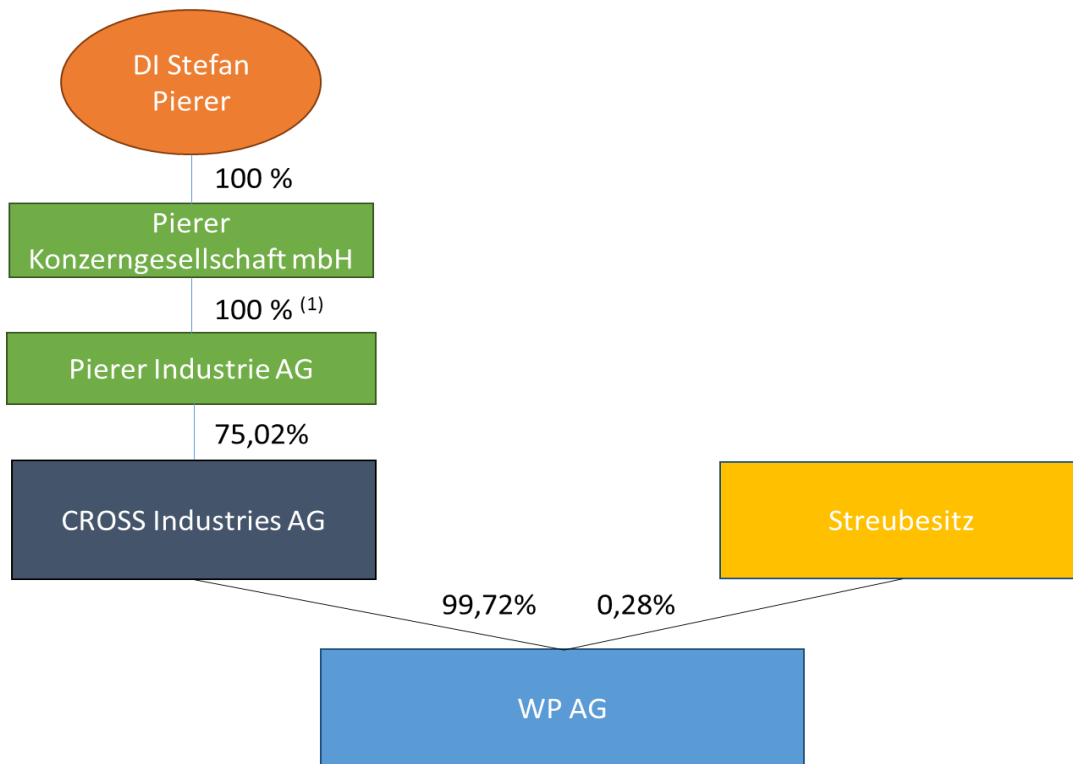 DI Stefan
Pierer
100 %
Pierer
Konzerngesellschaft mbH
100 % (1)
Pierer Industrie AG
75,02%
CROSS Industries AG
Streubesitz
99,72%
0,28%
WP AG